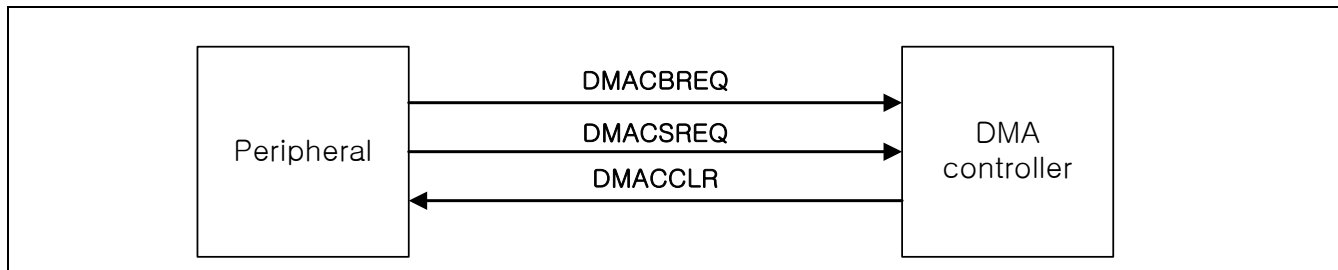 DMACBREQ
Peripheral
DMACSREQ
DMACCLR
DMA
controller